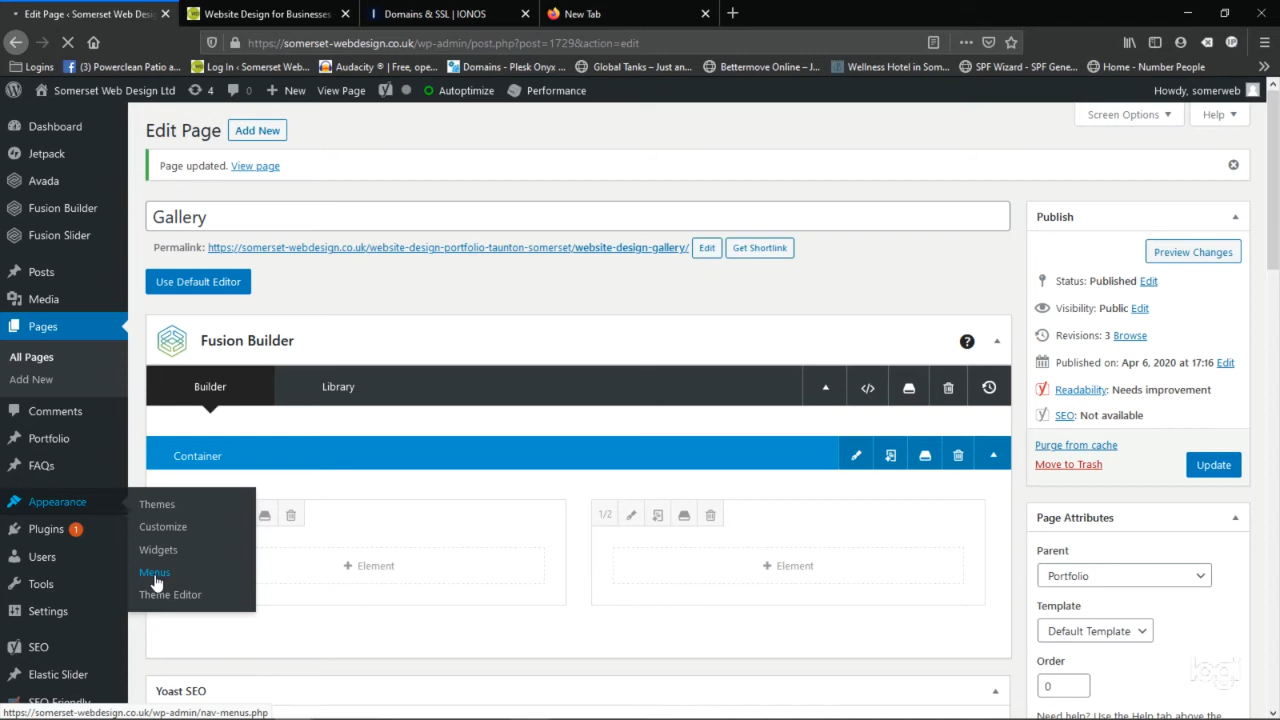 Edit Page ‹ Somerset Web Desi
Website Design for Businesses
Domains & SSL | IONOS
New Tab
https://somerset-webdesign.co.uk/wp-admin/post.php?post=1729&action=edit
Logins
(3) Powerclean Patio a...
Log In ‹ Somerset Web...
Audacity ® | Free, ope...
Domains - Plesk Onyx ...
Global Tanks – Just an...
Bettermove Online – J...
Wellness Hotel in Som...
SPF Wizard - SPF Gene...
Home - Number People
Somerset Web Design Ltd
4
0
New
View Page
Autoptimize
Performance
Howdy, somerweb
Dashboard
Jetpack
Avada
Fusion Builder
Fusion Slider
Posts
Media
Pages
All Pages
Add New
Comments
Portfolio
FAQs
Appearance
Plugins 1
Users
Tools
Settings
SEO
Elastic Slider
SEO Friendly
Themes
Customize
Widgets
Menus
Theme Editor
Screen Options
Help
Edit Page
Add New
Page updated. View page
Gallery
Permalink: https://somerset-webdesign.co.uk/website-design-portfolio-taunton-somerset/website-design-gallery/
Edit
Get Shortlink
Use Default Editor
Fusion Builder
?
Builder
Library
</>
Container
1/2
+ Element
+ Element
Yoast SEO
Publish
Preview Changes
Status: Published Edit
Visibility: Public Edit
Revisions: 3 Browse
Published on: Apr 6, 2020 at 17:16 Edit
Readability: Needs improvement
SEO: Not available
Purge from cache
Move to Trash
Update
Page Attributes
Parent
Portfolio
Template
Default Template
Order
0
Need help? Use the Help tab above the
https://somerset-webdesign.co.uk/wp-admin/nav-menus.php
logi